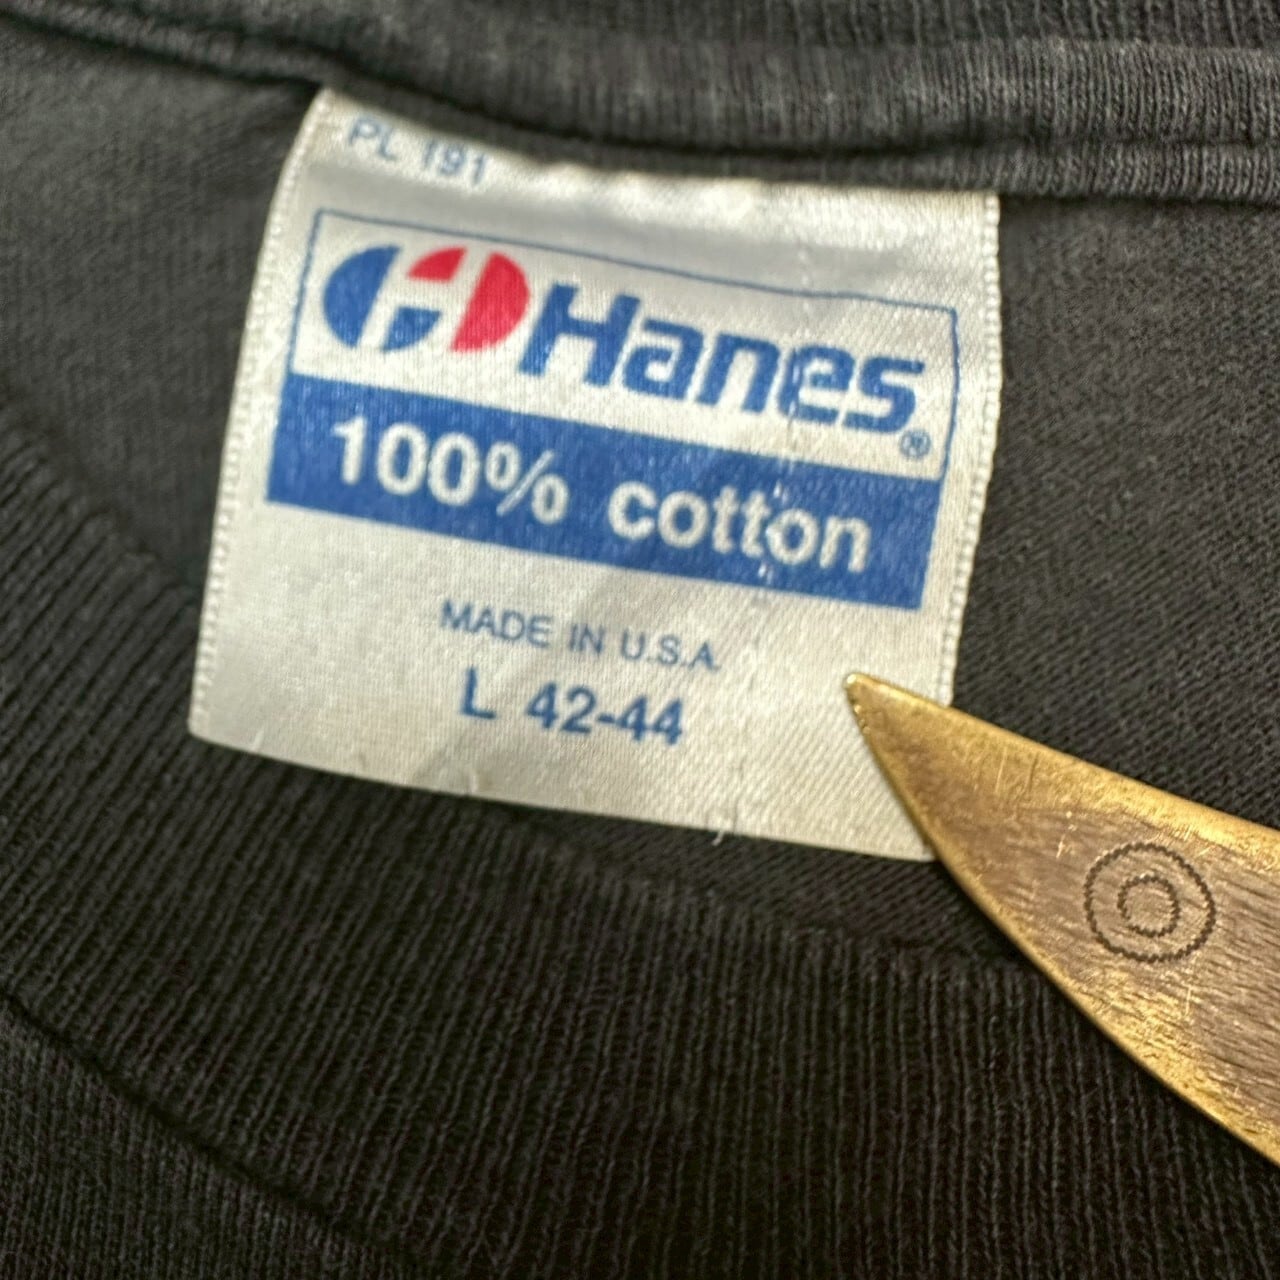 PL 191
Hanes®
100% cotton
MADE IN U.S.A.
L 42-44